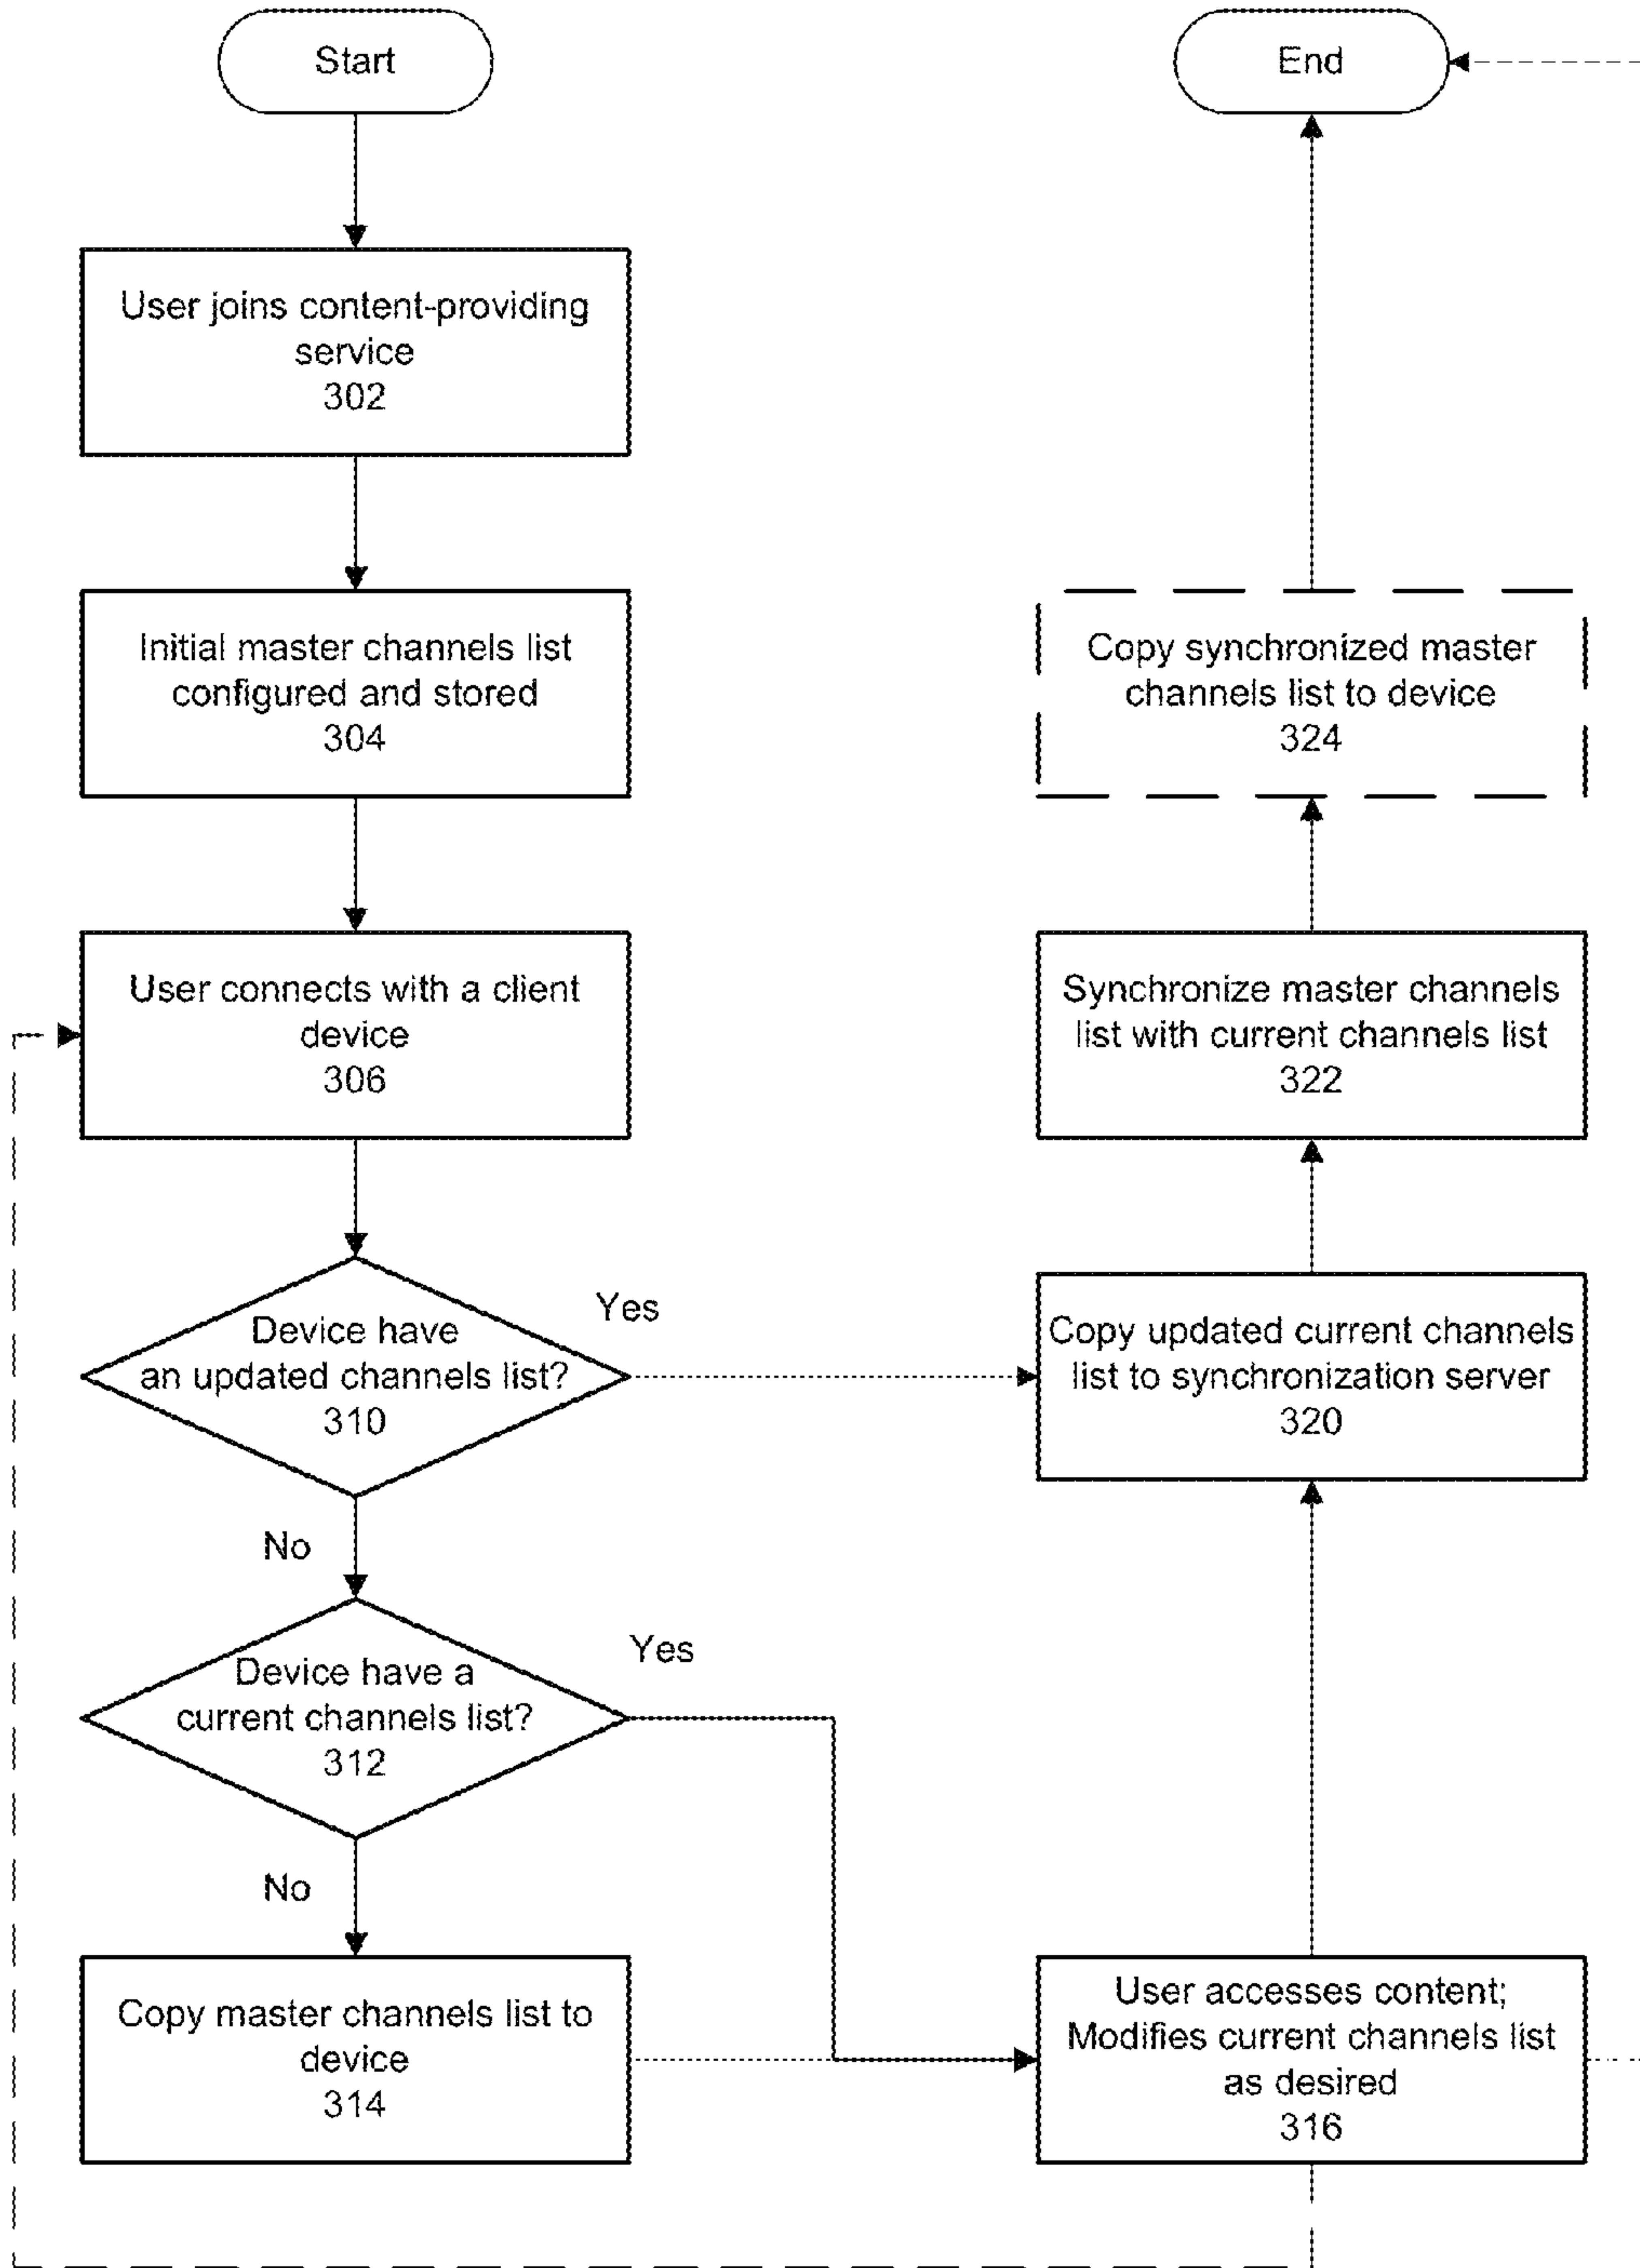 Start
User joins content-providing
service
302
Initial master channels list
configured and stored
304
User connects with a client
device
306
Device have
an updated channels list?
310
Yes
No
Device have a
current channels list?
312
Yes
No
Copy master channels list to
device
314
User accesses content;
Modifies current channels list
as desired
316
Copy updated current channels
list to synchronization server
320
Synchronize master channels
list with current channels list
322
Copy synchronized master
channels list to device
324
End